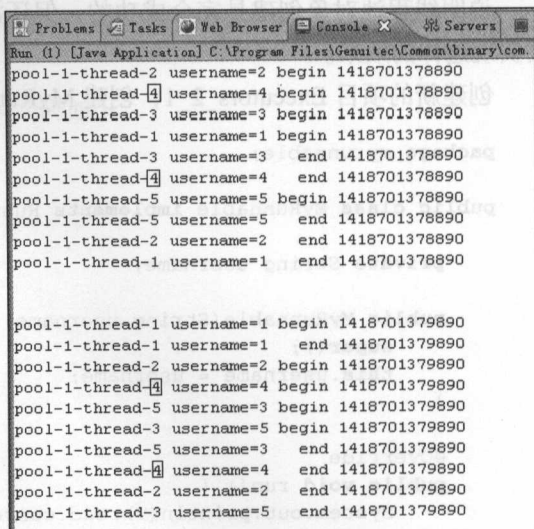 Problems Tasks Web Browser Console Servers
Run (1) [Java Application] C:\Program Files\Genuitec\Common\binary\com.
pool-1-thread-2 username=2 begin 1418701378890
pool-1-thread-4 username=4 begin 1418701378890
pool-1-thread-3 username=3 begin 1418701378890
pool-1-thread-1 username=1 begin 1418701378890
pool-1-thread-3 username=3 end 1418701378890
pool-1-thread-4 username=4 end 1418701378890
pool-1-thread-5 username=5 begin 1418701378890
pool-1-thread-5 username=5 end 1418701378890
pool-1-thread-2 username=2 end 1418701378890
pool-1-thread-1 username=1 end 1418701378890
pool-1-thread-1 username=1 begin 1418701379890
pool-1-thread-1 username=1 end 1418701379890
pool-1-thread-2 username=2 begin 1418701379890
pool-1-thread-4 username=4 begin 1418701379890
pool-1-thread-5 username=3 begin 1418701379890
pool-1-thread-3 username=5 begin 1418701379890
pool-1-thread-5 username=3 end 1418701379890
pool-1-thread-4 username=4 end 1418701379890
pool-1-thread-2 username=2 end 1418701379890
pool-1-thread-3 username=5 end 1418701379890